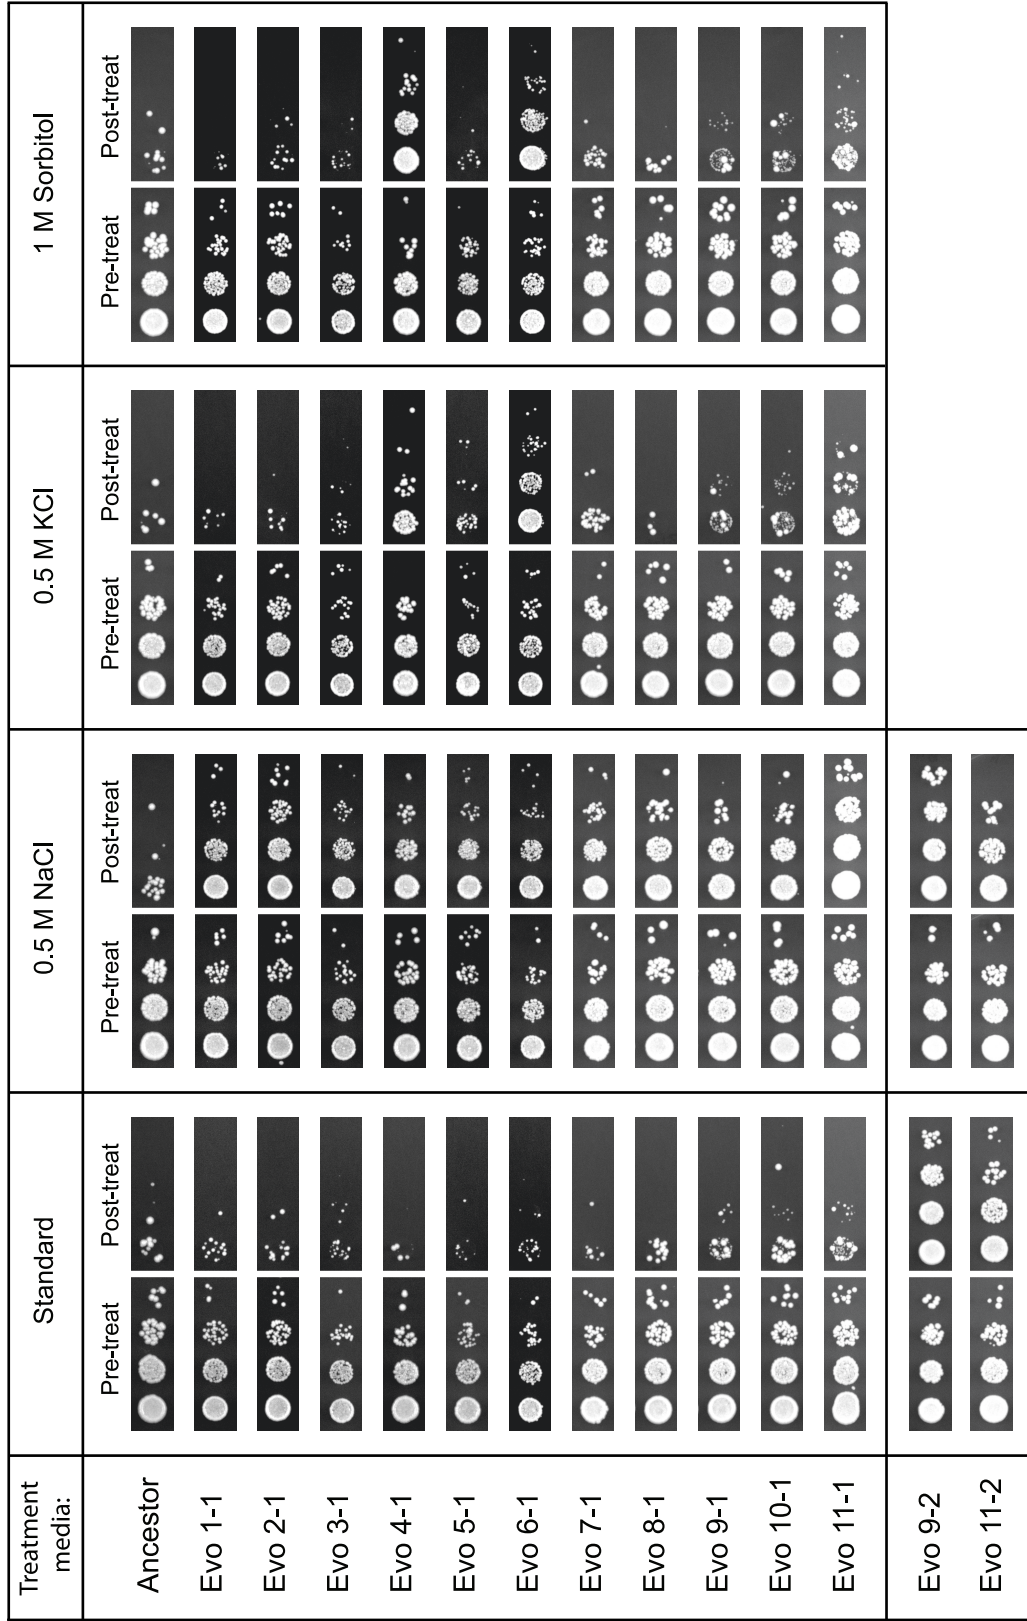 Treatment media:
Standard
0.5 M NaCl
0.5 M KCl
1 M Sorbitol
Pre-treat
Post-treat
Pre-treat
Post-treat
Pre-treat
Post-treat
Pre-treat
Post-treat
Ancestor
Evo 1-1
Evo 2-1
Evo 3-1
Evo 4-1
Evo 5-1
Evo 6-1
Evo 7-1
Evo 8-1
Evo 9-1
Evo 10-1
Evo 11-1
Evo 9-2
Evo 11-2